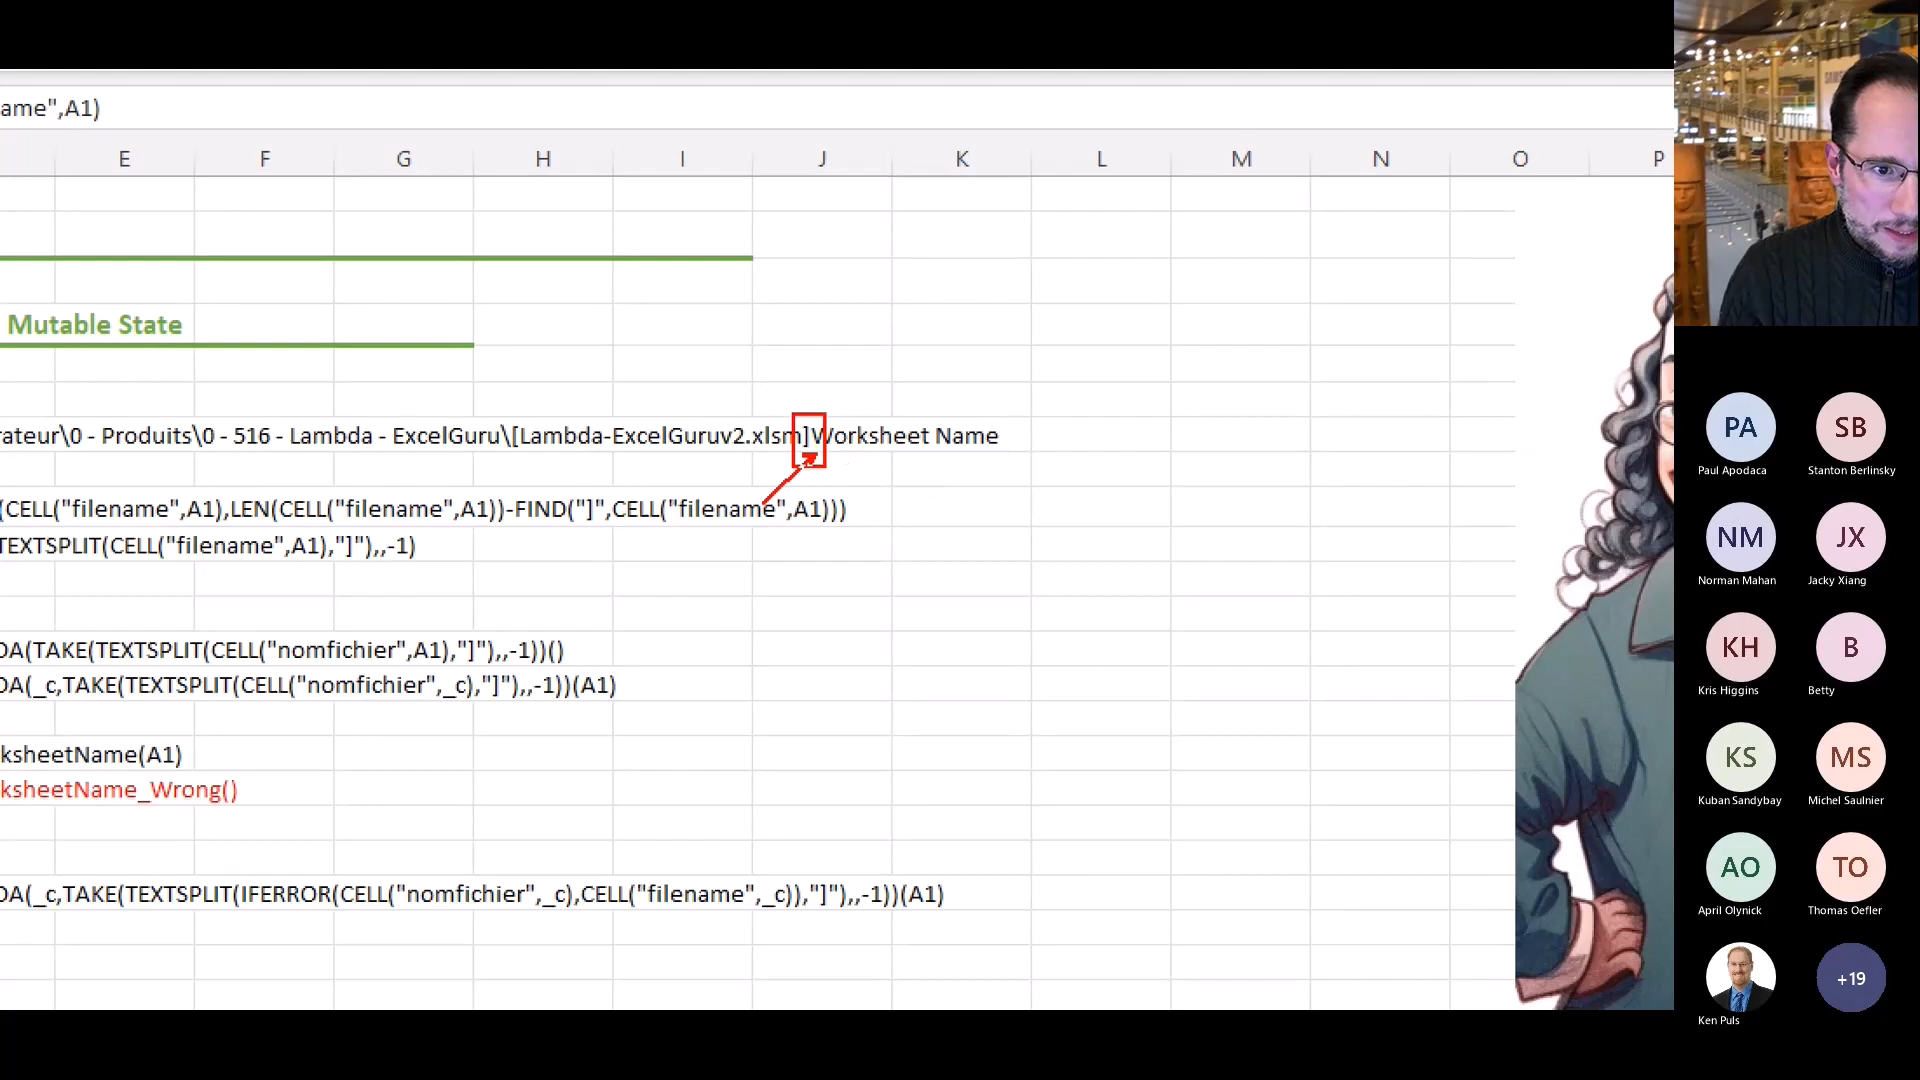 ame",A1)
E F G H I J K L M N O P
Mutable State
rateur\0 - Produits\0 - 516 - Lambda - ExcelGuru\[Lambda-ExcelGuruv2.xlsm]Worksheet Name
(CELL("filename",A1),LEN(CELL("filename",A1))-FIND("]",CELL("filename",A1)))
TEXTSPLIT(CELL("filename",A1),"]"),,-1)
DA(TAKE(TEXTSPLIT(CELL("nomfichier",A1),"]"),,-1))()
DA(_c,TAKE(TEXTSPLIT(CELL("nomfichier",_c),"]"),,-1))(A1)
ksheetName(A1)
ksheetName_Wrong()
DA(_c,TAKE(TEXTSPLIT(IFERROR(CELL("nomfichier",_c),CELL("filename",_c)),"]"),,-1))(A1)
PA SB
Paul Apodaca Stanton Berlinsky
NM JX
Norman Mahan Jacky Xiang
KH B
Kris Higgins Betty
KS MS
Kuban Sandybay Michel Saulnier
AO TO
April Olynick Thomas Oefler
+19
Ken Puls